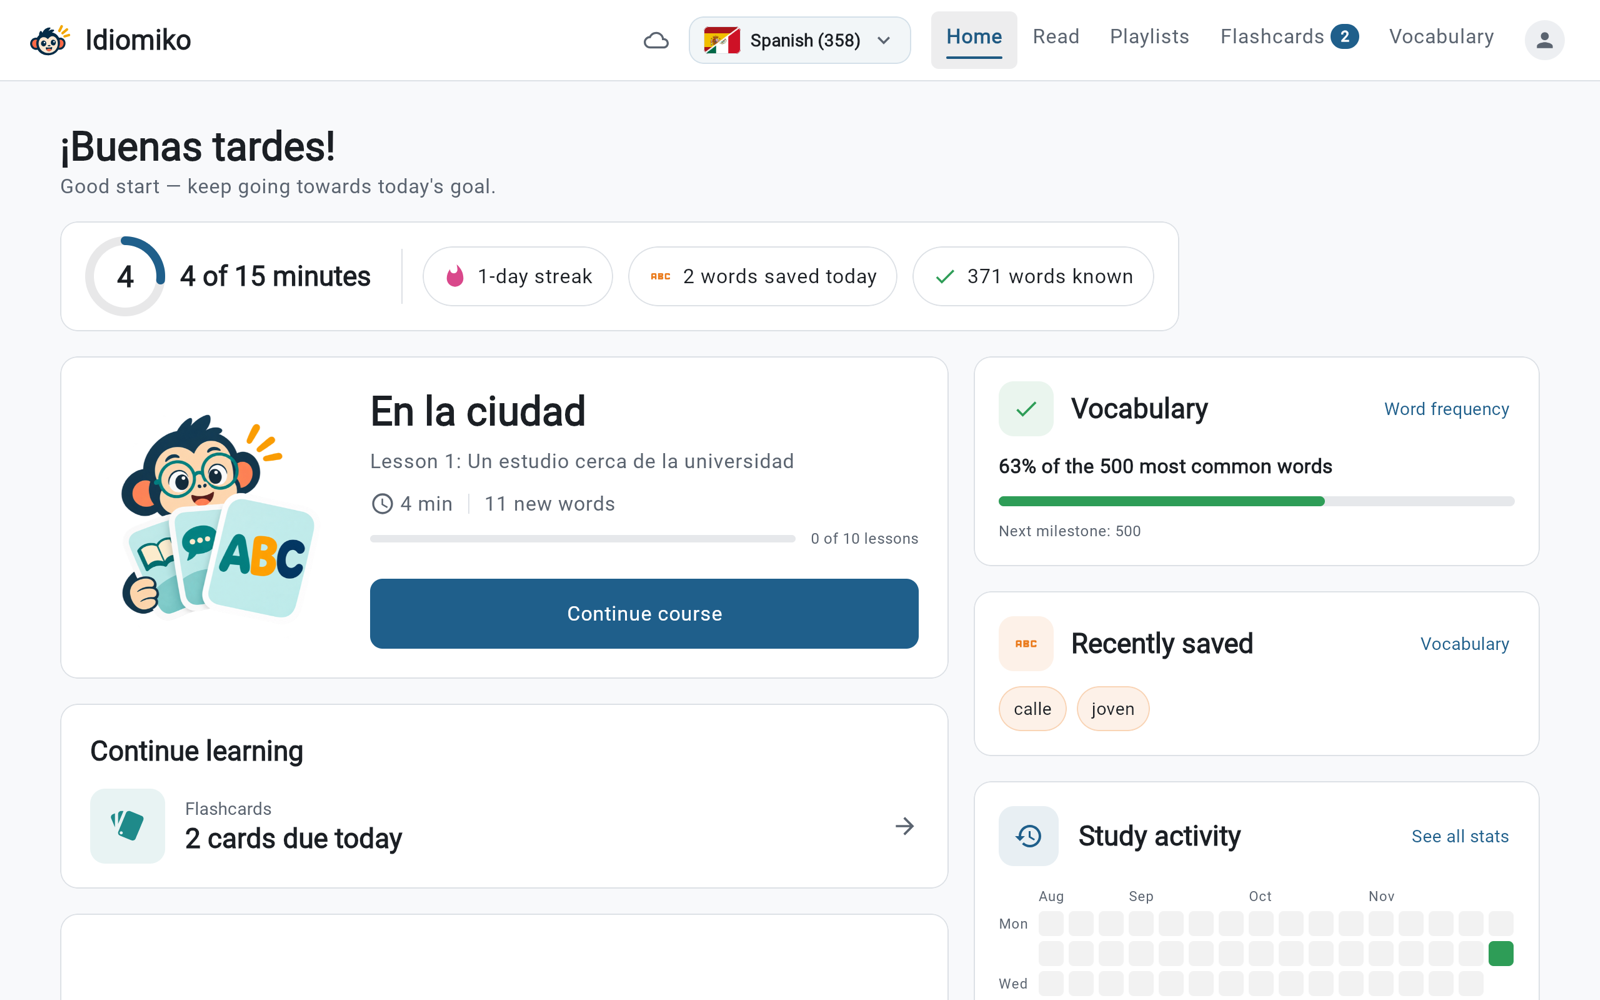 Idiomiko
Spanish (358)
Home
Read
Playlists
Flashcards 2
Vocabulary
¡Buenas tardes!
Good start — keep going towards today's goal.
4
4 of 15 minutes
1-day streak
ABC 2 words saved today
371 words known
En la ciudad
Lesson 1: Un estudio cerca de la universidad
4 min
11 new words
0 of 10 lessons
ABC
Continue course
Continue learning
Flashcards
2 cards due today
Vocabulary
Word frequency
63% of the 500 most common words
Next milestone: 500
ABC
Recently saved
Vocabulary
calle
joven
Study activity
See all stats
Aug Sep Oct Nov
Mon
Wed